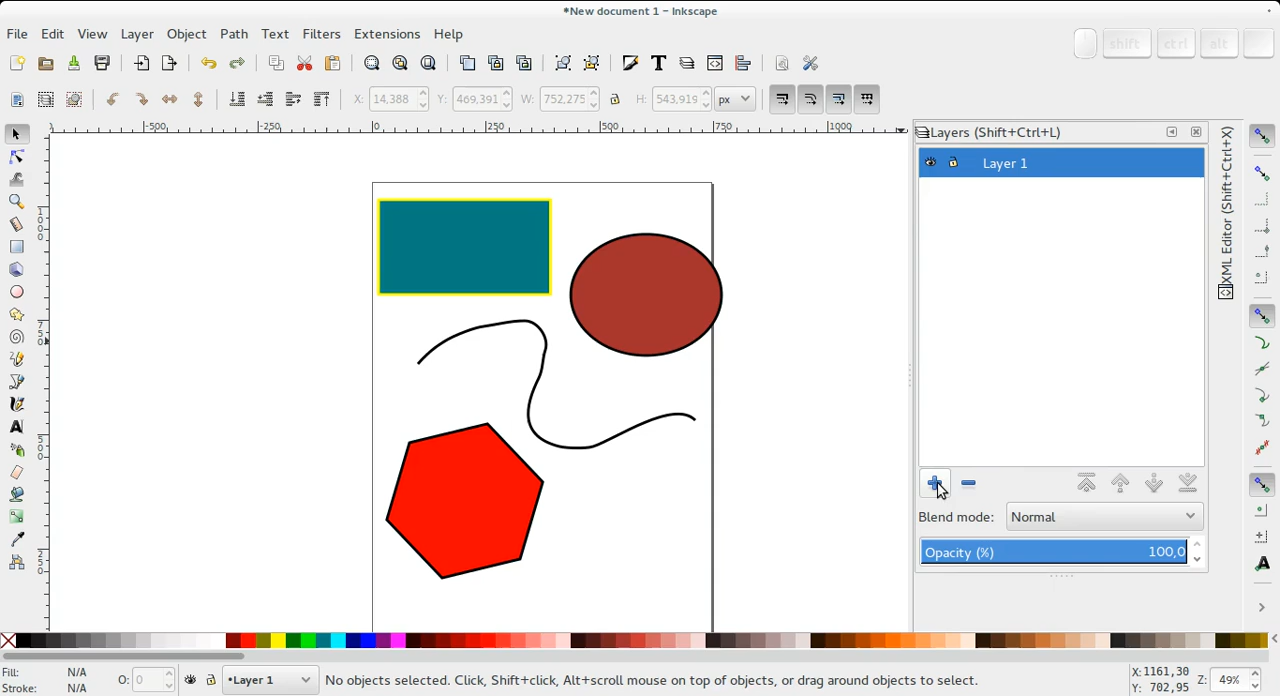 *New document 1 - Inkscape
File Edit View Layer Object Path Text Filters Extensions Help
shift ctrl alt
X: 14,388 Y: 469,391 W: 752,275 H: 543,919 px
-500 -250 0 250 500 750 1000
Layers (Shift+Ctrl+L)
Layer 1
XML Editor (Shift+Ctrl+X)
1000
750
500
250
Blend mode: Normal
Opacity (%) 100,0
Fill: N/A O: 0 •Layer 1 No objects selected. Click, Shift+click, Alt+scroll mouse on top of objects, or drag around objects to select. X:1161,30 Z: 49%
Stroke: N/A Y: 702,95